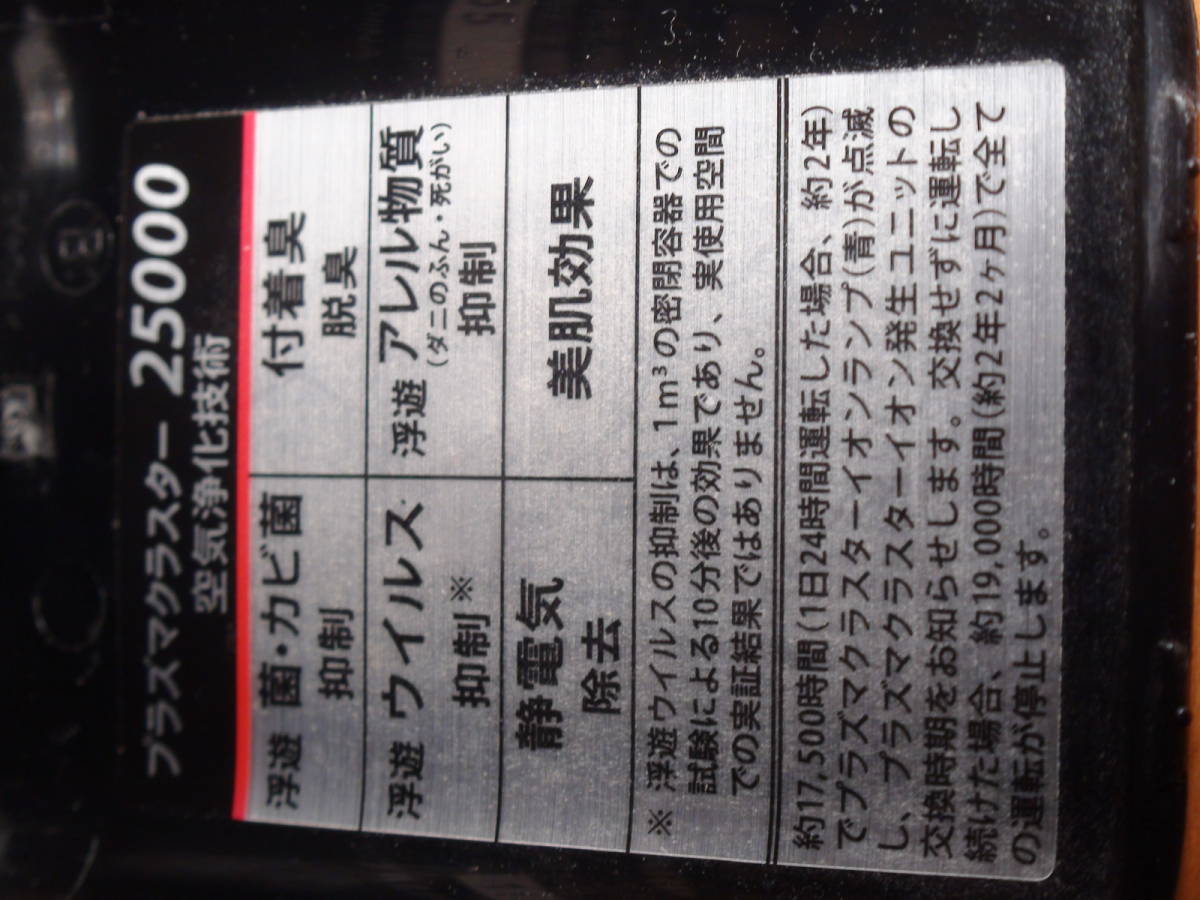 プラズマクラスター 25000
空気浄化技術
浮遊 菌・カビ菌
抑制
付着臭
脱臭
浮遊 ウイルス
抑制※
浮遊 アレル物質
(ダニのふん・死がい)
抑制
静電気
除去
美肌効果
※ 浮遊ウイルスの抑制は、1m³の密閉容器での
試験による10分後の効果であり、実使用空間
での実証結果ではありません。
約17,500時間(1日24時間運転した場合、約2年)
でプラズマクラスターイオンランプ(青)が点滅
し、プラズマクラスターイオン発生ユニットの
交換時期をお知らせします。交換せずに運転し
続けた場合、約19,000時間(約2年2ヶ月)で全て
の運転が停止します。